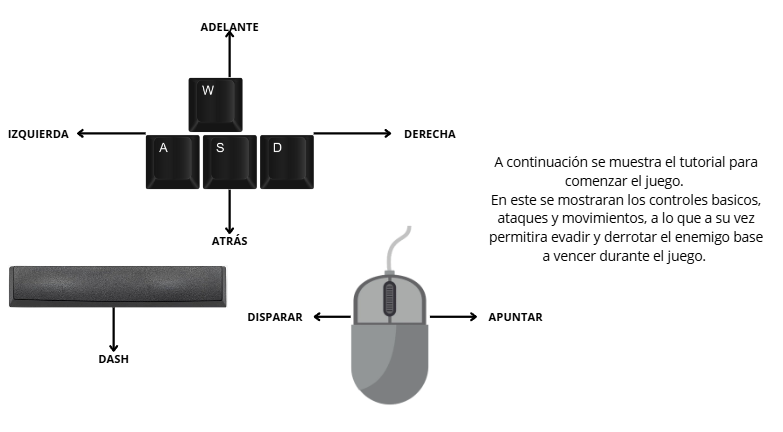 ADELANTE
W
IZQUIERDA
DERECHA
A
S
D
ATRÁS
A continuación se muestra el tutorial para
comenzar el juego.
En este se mostraran los controles basicos,
ataques y movimientos, a lo que a su vez
permitira evadir y derrotar el enemigo base
a vencer durante el juego.
DISPARAR
APUNTAR
DASH